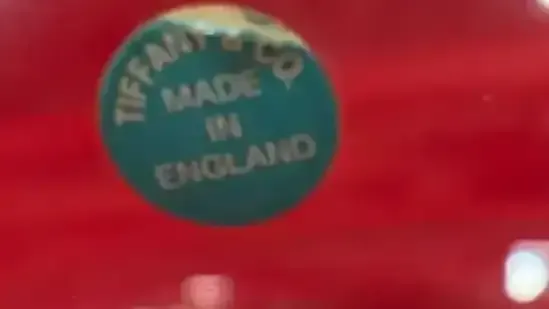 TIFFANY & CO
MADE
IN
ENGLAND